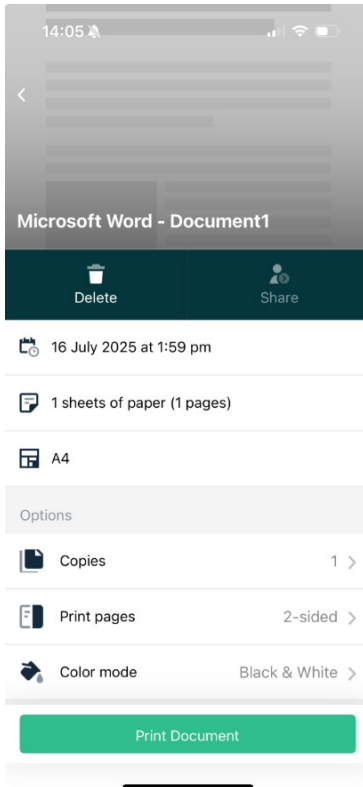 14:05
Microsoft Word - Document1
Delete
Share
16 July 2025 at 1:59 pm
1 sheets of paper (1 pages)
A4
Options
Copies 1
Print pages 2-sided
Color mode Black & White
Print Document